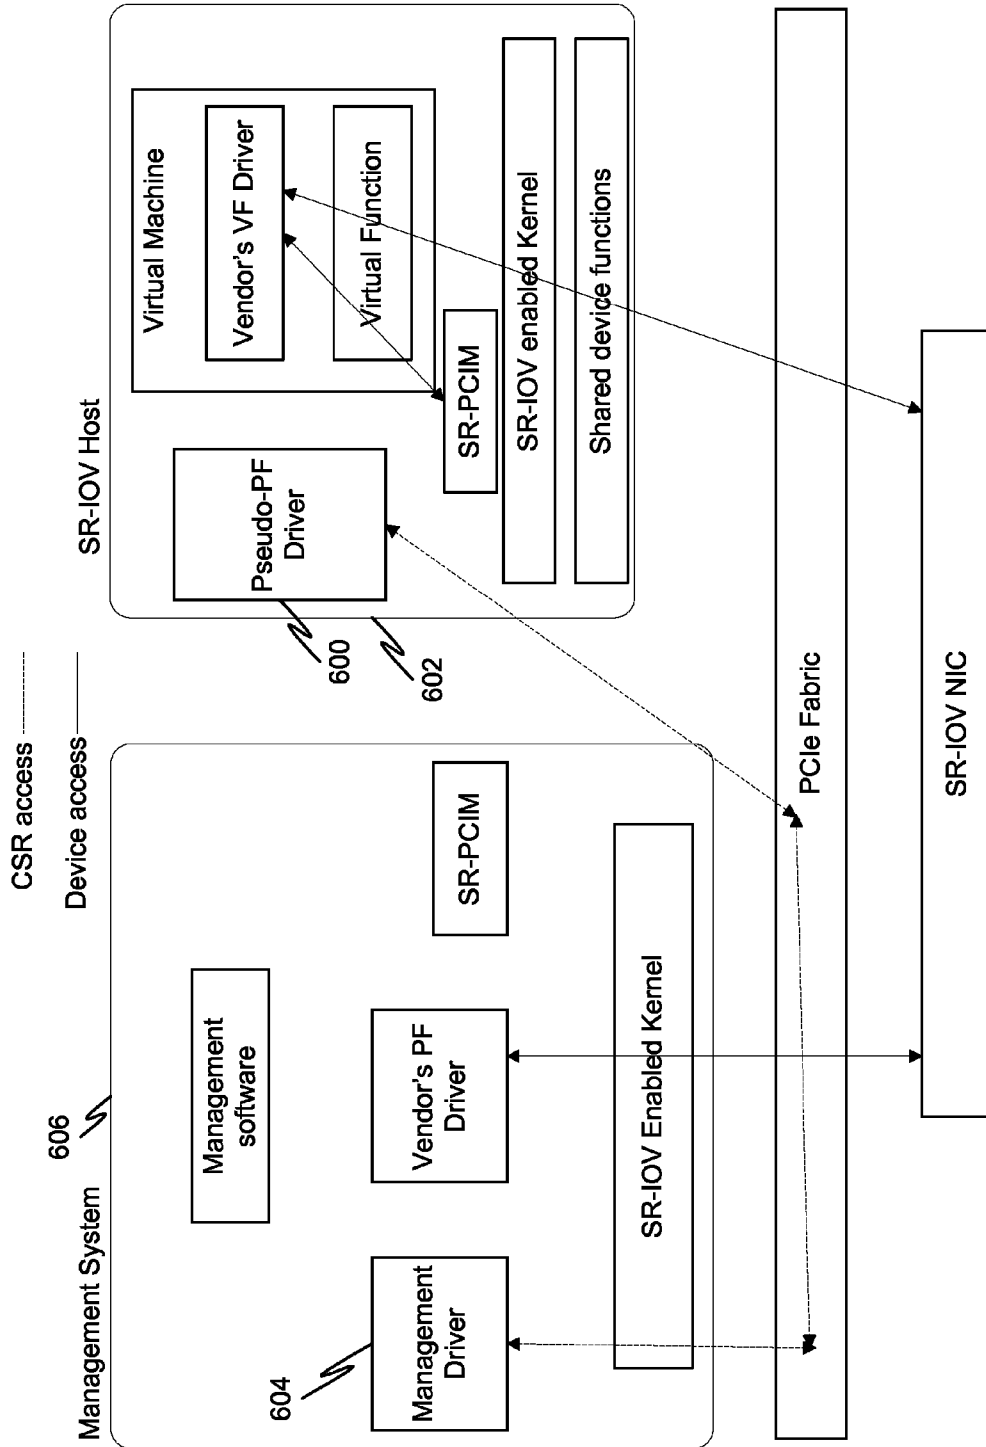 CSR access
Device access
Management System
606
Management
software
604
Management
Driver
Vendor's PF
Driver
SR-PCIM
SR-IOV Enabled Kernel
SR-IOV Host
600
602
Pseudo-PF
Driver
Virtual Machine
Vendor's VF Driver
Virtual Function
SR-PCIM
SR-IOV enabled Kernel
Shared device functions
PCIe Fabric
SR-IOV NIC